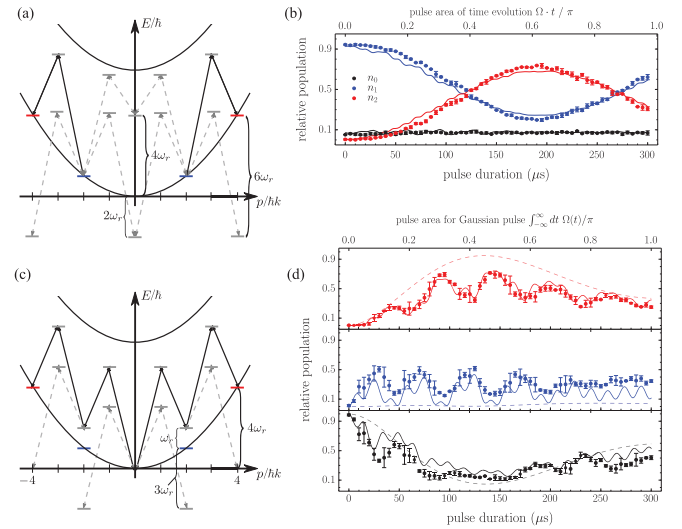 (a)
E/ħ
4ω_r
6ω_r
2ω_r
p/ħk
(b)
pulse area of time evolution Ω · t / π
0.0 0.2 0.4 0.6 0.8 1.0
relative population
0.9
0.5
0.1
n_0
n_1
n_2
0 50 100 150 200 250 300
pulse duration (μs)
(c)
E/ħ
ω_r
4ω_r
3ω_r
−4
4
p/ħk
(d)
pulse area for Gaussian pulse ∫_{-∞}^{∞} dt Ω(t)/π
0.0 0.2 0.4 0.6 0.8 1.0
relative population
0.9
0.5
0.1
0.9
0.5
0.1
0.9
0.5
0.1
0 50 100 150 200 250 300
pulse duration (μs)